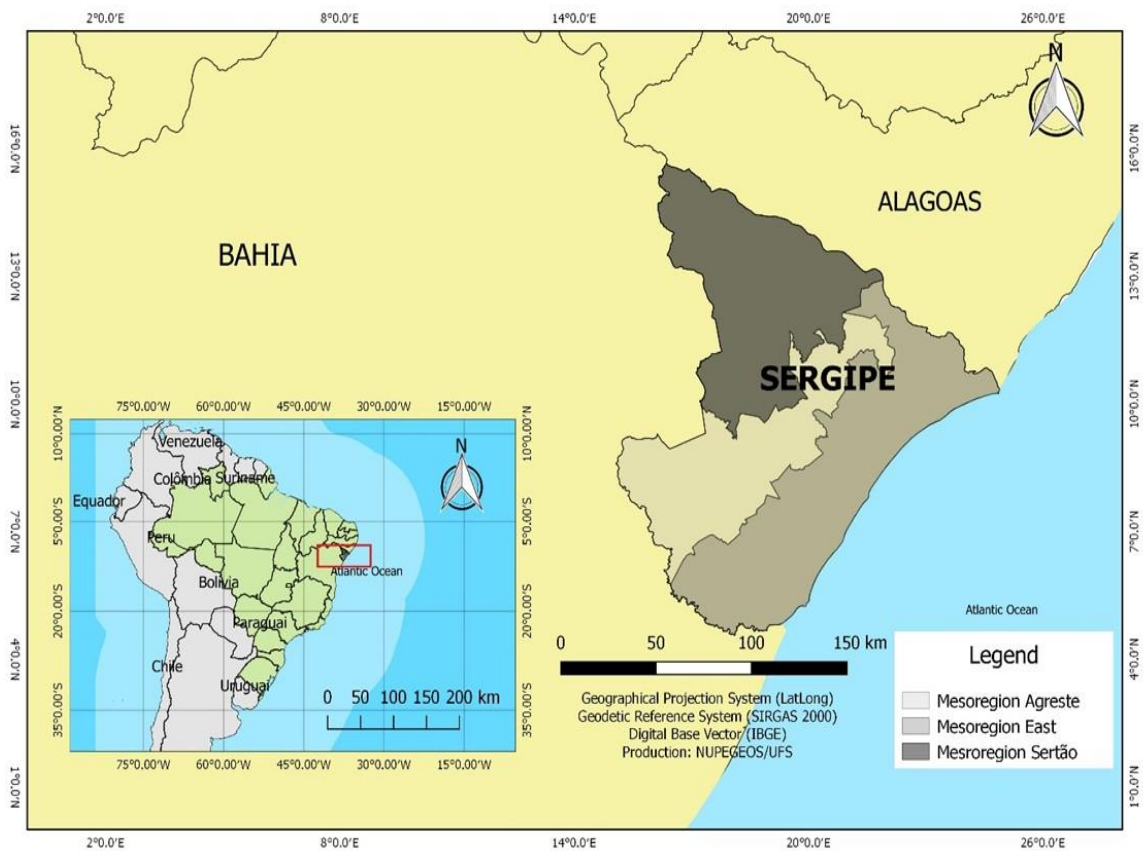 2°0.0'E 8°0.0'E 14°0.0'E 20°0.0'E 26°0.0'E
N
16°0.0'N 16°0.0'N
ALAGOAS
BAHIA
13°0.0'N 13°0.0'N
SERGIPE
10°0.0'N 10°0.0'N
75°0.00'W 60°0.00'W 45°0.00'W 30°0.00'W 15°0.00'W
10°0.00'N 10°0.00'N
Venezuela
N
Colômbia Suriname
Equador
5°0.00'S 5°0.00'S
Peru
7°0.0'N 7°0.0'N
Atlantic Ocean
Bolivia
20°0.00'S 20°0.00'S
Paraguai
Atlantic Ocean
0 50 100 150 km
Chile
Uruguai
4°0.0'N 4°0.0'N
0 50 100 150 200 km
35°0.00'S 35°0.00'S
Legend
Geographical Projection System (LatLong)
Geodetic Reference System (SIRGAS 2000)
Digital Base Vector (IBGE)
Production: NUPEGEOS/UFS
Mesoregion Agreste
Mesoregion East
Mesroregion Sertão
75°0.00'W 60°0.00'W 45°0.00'W 30°0.00'W 15°0.00'W
1°0.0'N 1°0.0'N
2°0.0'E 8°0.0'E 14°0.0'E 20°0.0'E 26°0.0'E